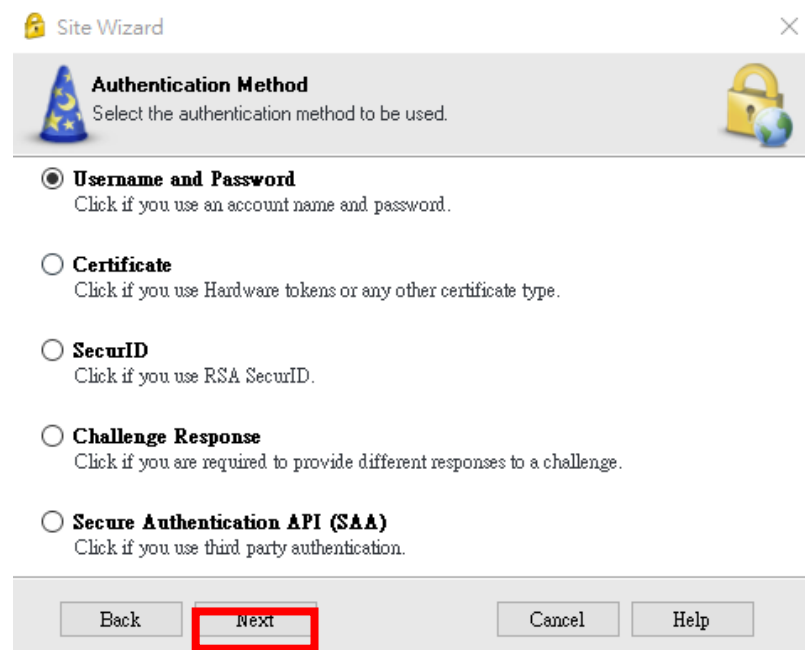 Site Wizard
Authentication Method
Select the authentication method to be used.
Username and Password
Click if you use an account name and password.
Certificate
Click if you use Hardware tokens or any other certificate type.
SecurID
Click if you use RSA SecurID.
Challenge Response
Click if you are required to provide different responses to a challenge.
Secure Authentication API (SAA)
Click if you use third party authentication.
Back Next Cancel Help